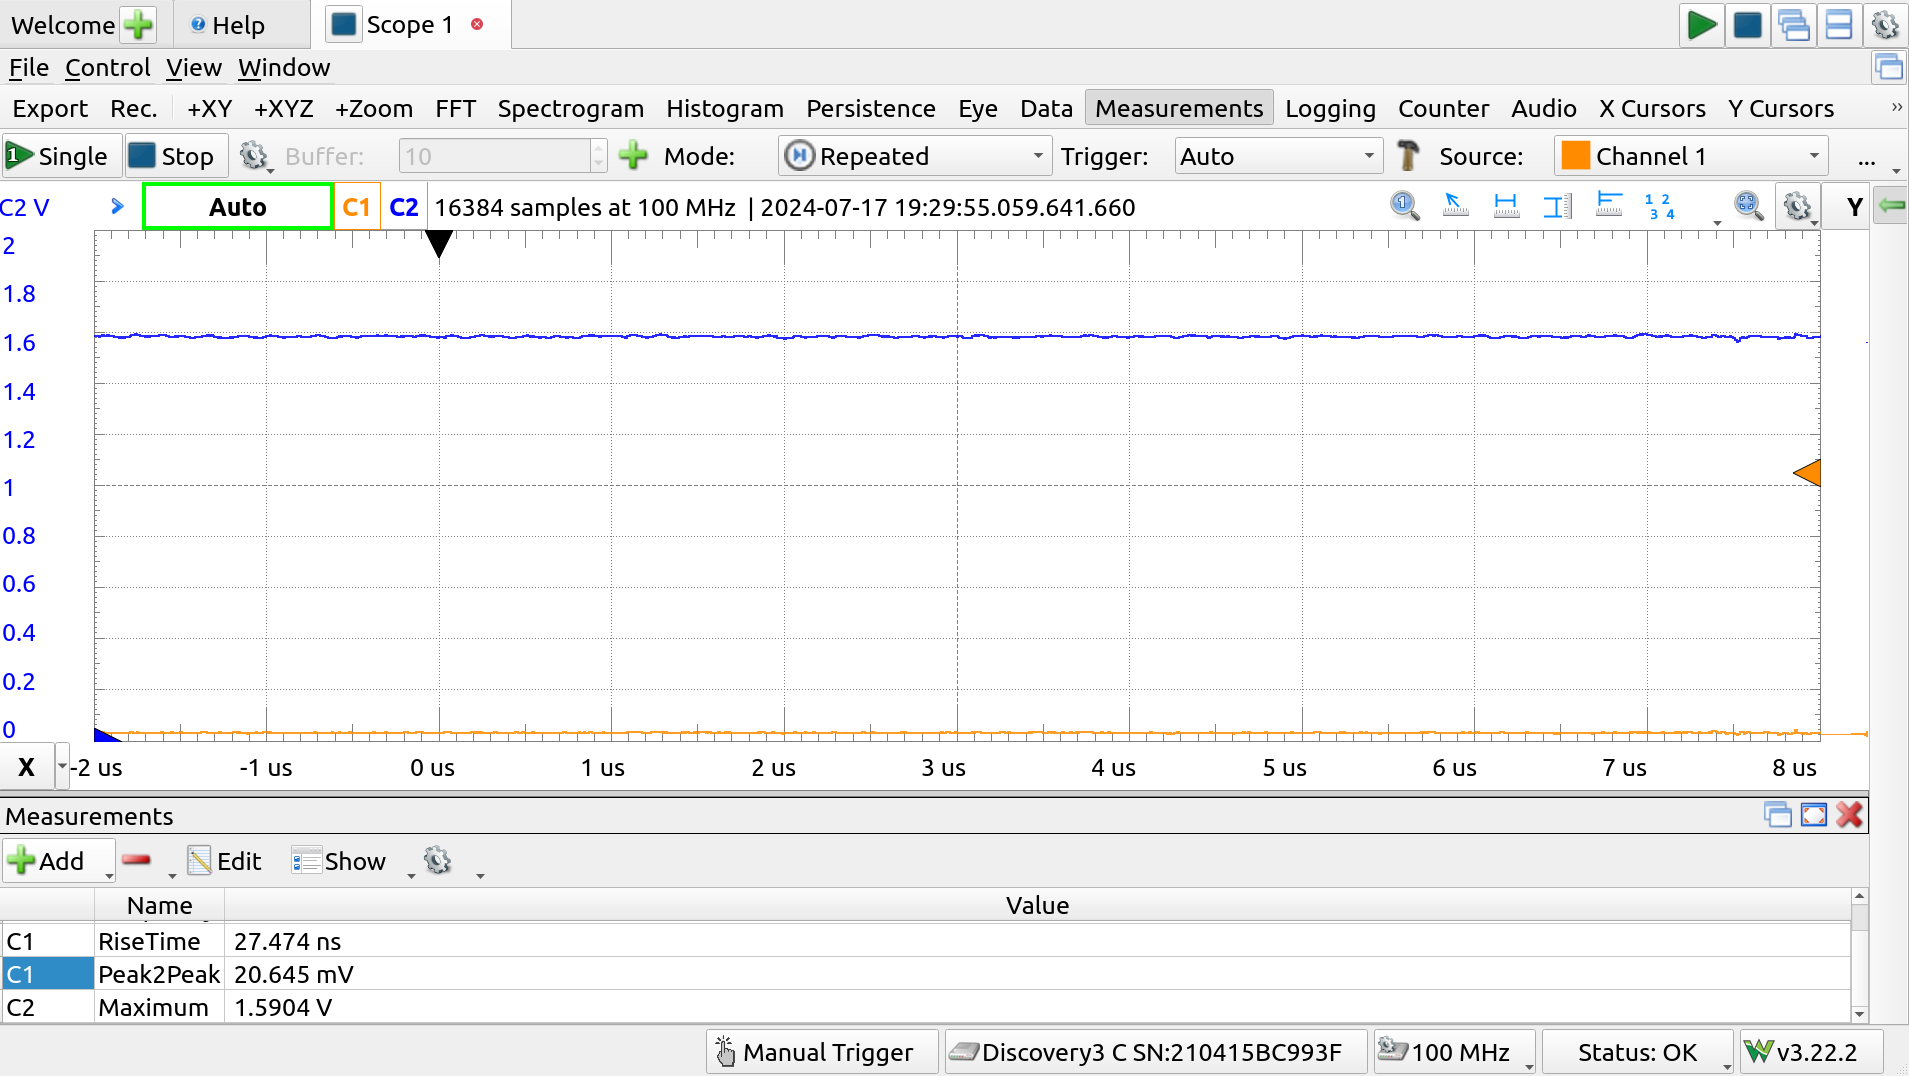 Welcome Help Scope 1
File Control View Window
Export Rec. +XY +XYZ +Zoom FFT Spectrogram Histogram Persistence Eye Data Measurements Logging Counter Audio X Cursors Y Cursors »
1 Single Stop Buffer: 10 Mode: Repeated Trigger: Auto Source: Channel 1 ...
C2 V Auto C1 C2 16384 samples at 100 MHz | 2024-07-17 19:29:55.059.641.660 1 1 2 3 4 Y
2
1.8
1.6
1.4
1.2
1
0.8
0.6
0.4
0.2
0
X -2 us -1 us 0 us 1 us 2 us 3 us 4 us 5 us 6 us 7 us 8 us
Measurements
Add Edit Show
Name Value
C1 RiseTime 27.474 ns
C1 Peak2Peak 20.645 mV
C2 Maximum 1.5904 V
Manual Trigger Discovery3 C SN:210415BC993F 100 MHz Status: OK v3.22.2